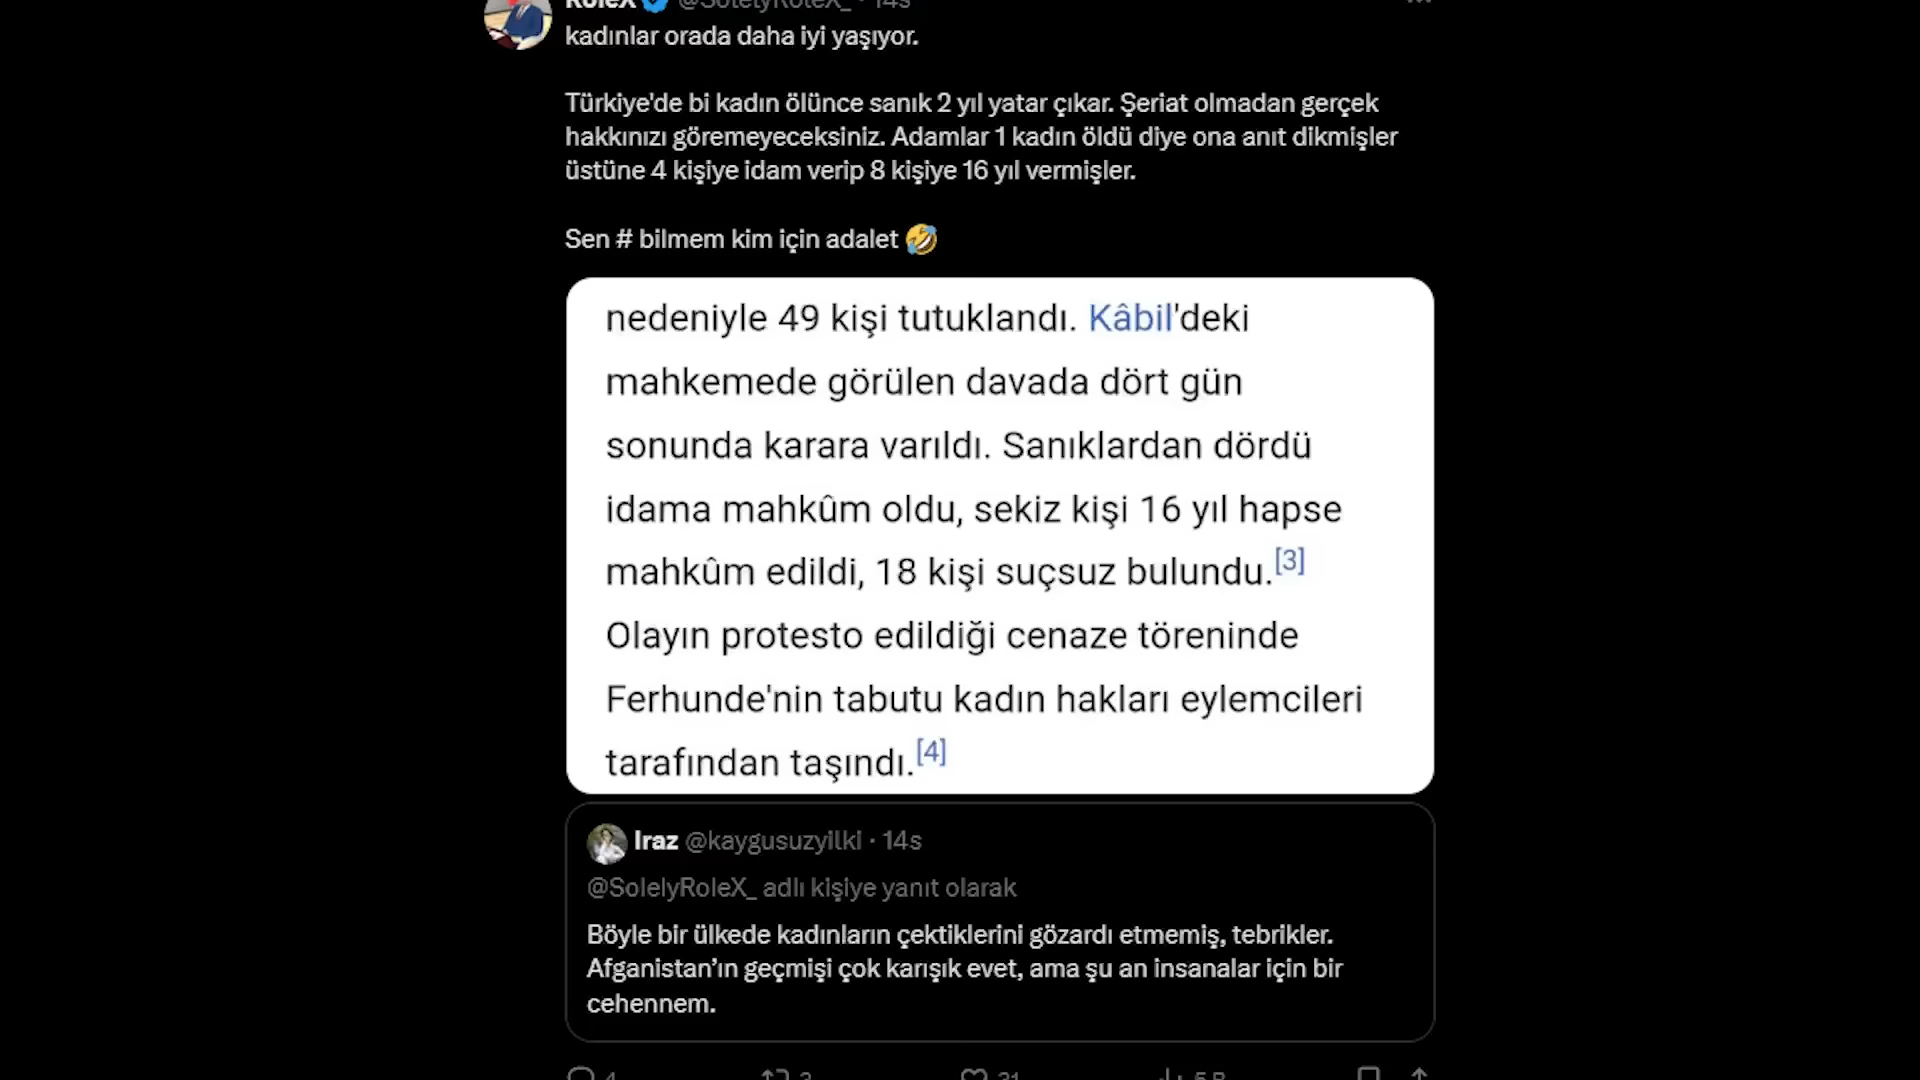 RoleX @SolelyRoleX_ · 14s
kadınlar orada daha iyi yaşıyor.
Türkiye'de bi kadın ölünce sanık 2 yıl yatar çıkar. Şeriat olmadan gerçek
hakkınızı göremeyeceksiniz. Adamlar 1 kadın öldü diye ona anıt dikmişler
üstüne 4 kişiye idam verip 8 kişiye 16 yıl vermişler.
Sen # bilmem kim için adalet 🤣
nedeniyle 49 kişi tutuklandı. Kâbil'deki
mahkemede görülen davada dört gün
sonunda karara varıldı. Sanıklardan dördü
idama mahkûm oldu, sekiz kişi 16 yıl hapse
mahkûm edildi, 18 kişi suçsuz bulundu.[3]
Olayın protesto edildiği cenaze töreninde
Ferhunde'nin tabutu kadın hakları eylemcileri
tarafından taşındı.[4]
Iraz @kaygusuzyilki · 14s
@SolelyRoleX_ adlı kişiye yanıt olarak
Böyle bir ülkede kadınların çektiklerini gözardı etmemiş, tebrikler.
Afganistan’ın geçmişi çok karışık evet, ama şu an insanalar için bir
cehennem.